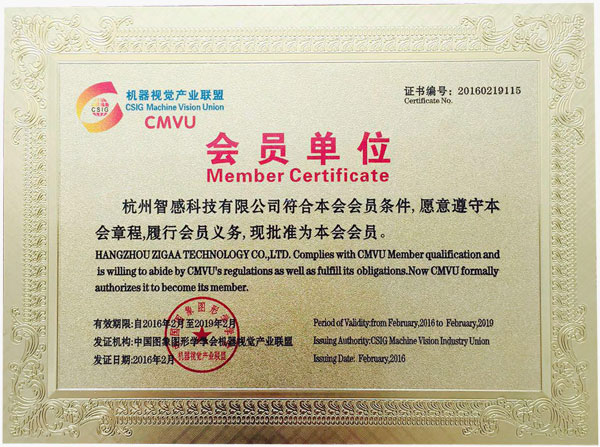 CSIG
机器视觉产业联盟
CSIG Machine Vision Union
CMVU
证书编号：20160219115
Certificate No.
会员单位
Member Certificate
杭州智感科技有限公司符合本会会员条件,愿意遵守本
会章程,履行会员义务,现批准为本会会员。
HANGZHOU ZIGAA TECHNOLOGY CO.,LTD. Complies with CMVU Member qualification and
is willing to abide by CMVU's regulations as well as fulfill its obligations.Now CMVU formally
authorizes it to become its member.
有效期限:自2016年2月至2019年2月
Period of Validity:from February,2016 to February,2019
发证机构:中国图象图形学学会机器视觉产业联盟
Issuing Authority:CSIG Machine Vision Industry Union
发证日期:2016年2月
Issuing Date: February,2016
机器视觉产业联盟